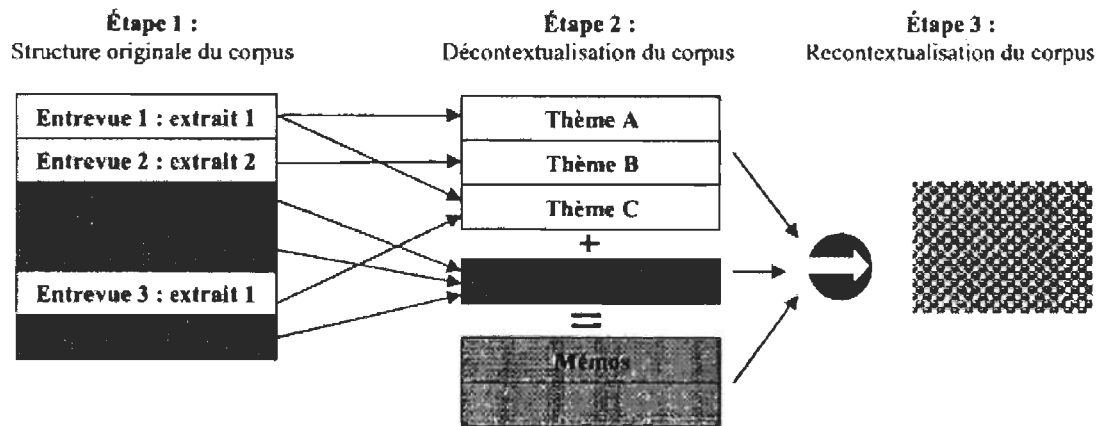 Étape 1 :
Structure originale du corpus
Étape 2 :
Décontextualisation du corpus
Étape 3 :
Recontextualisation du corpus
Entrevue 1 : extrait 1
Entrevue 2 : extrait 2
Entrevue 3 : extrait 1
Thème A
Thème B
Thème C
+
=
Mémos